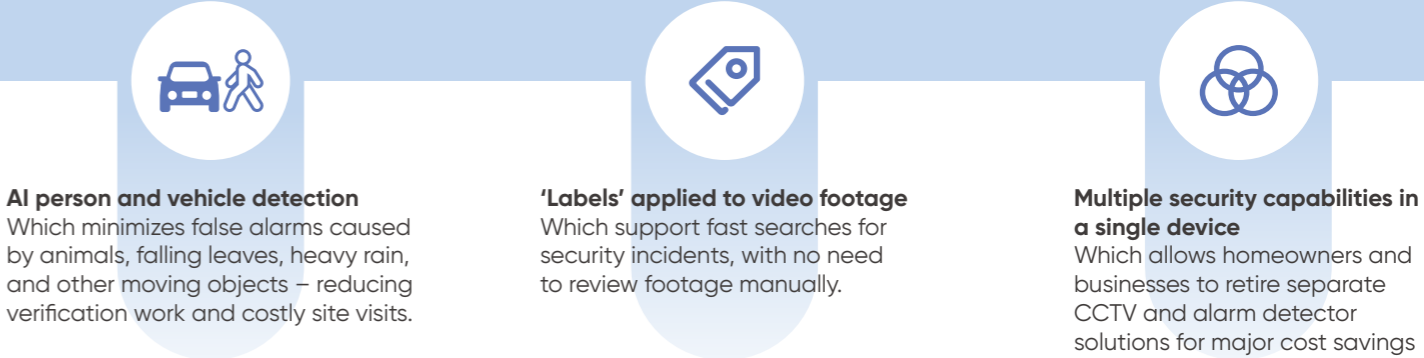 AI person and vehicle detection
Which minimizes false alarms caused
by animals, falling leaves, heavy rain,
and other moving objects – reducing
verification work and costly site visits.
‘Labels’ applied to video footage
Which support fast searches for
security incidents, with no need
to review footage manually.
Multiple security capabilities in
a single device
Which allows homeowners and
businesses to retire separate
CCTV and alarm detector
solutions for major cost savings